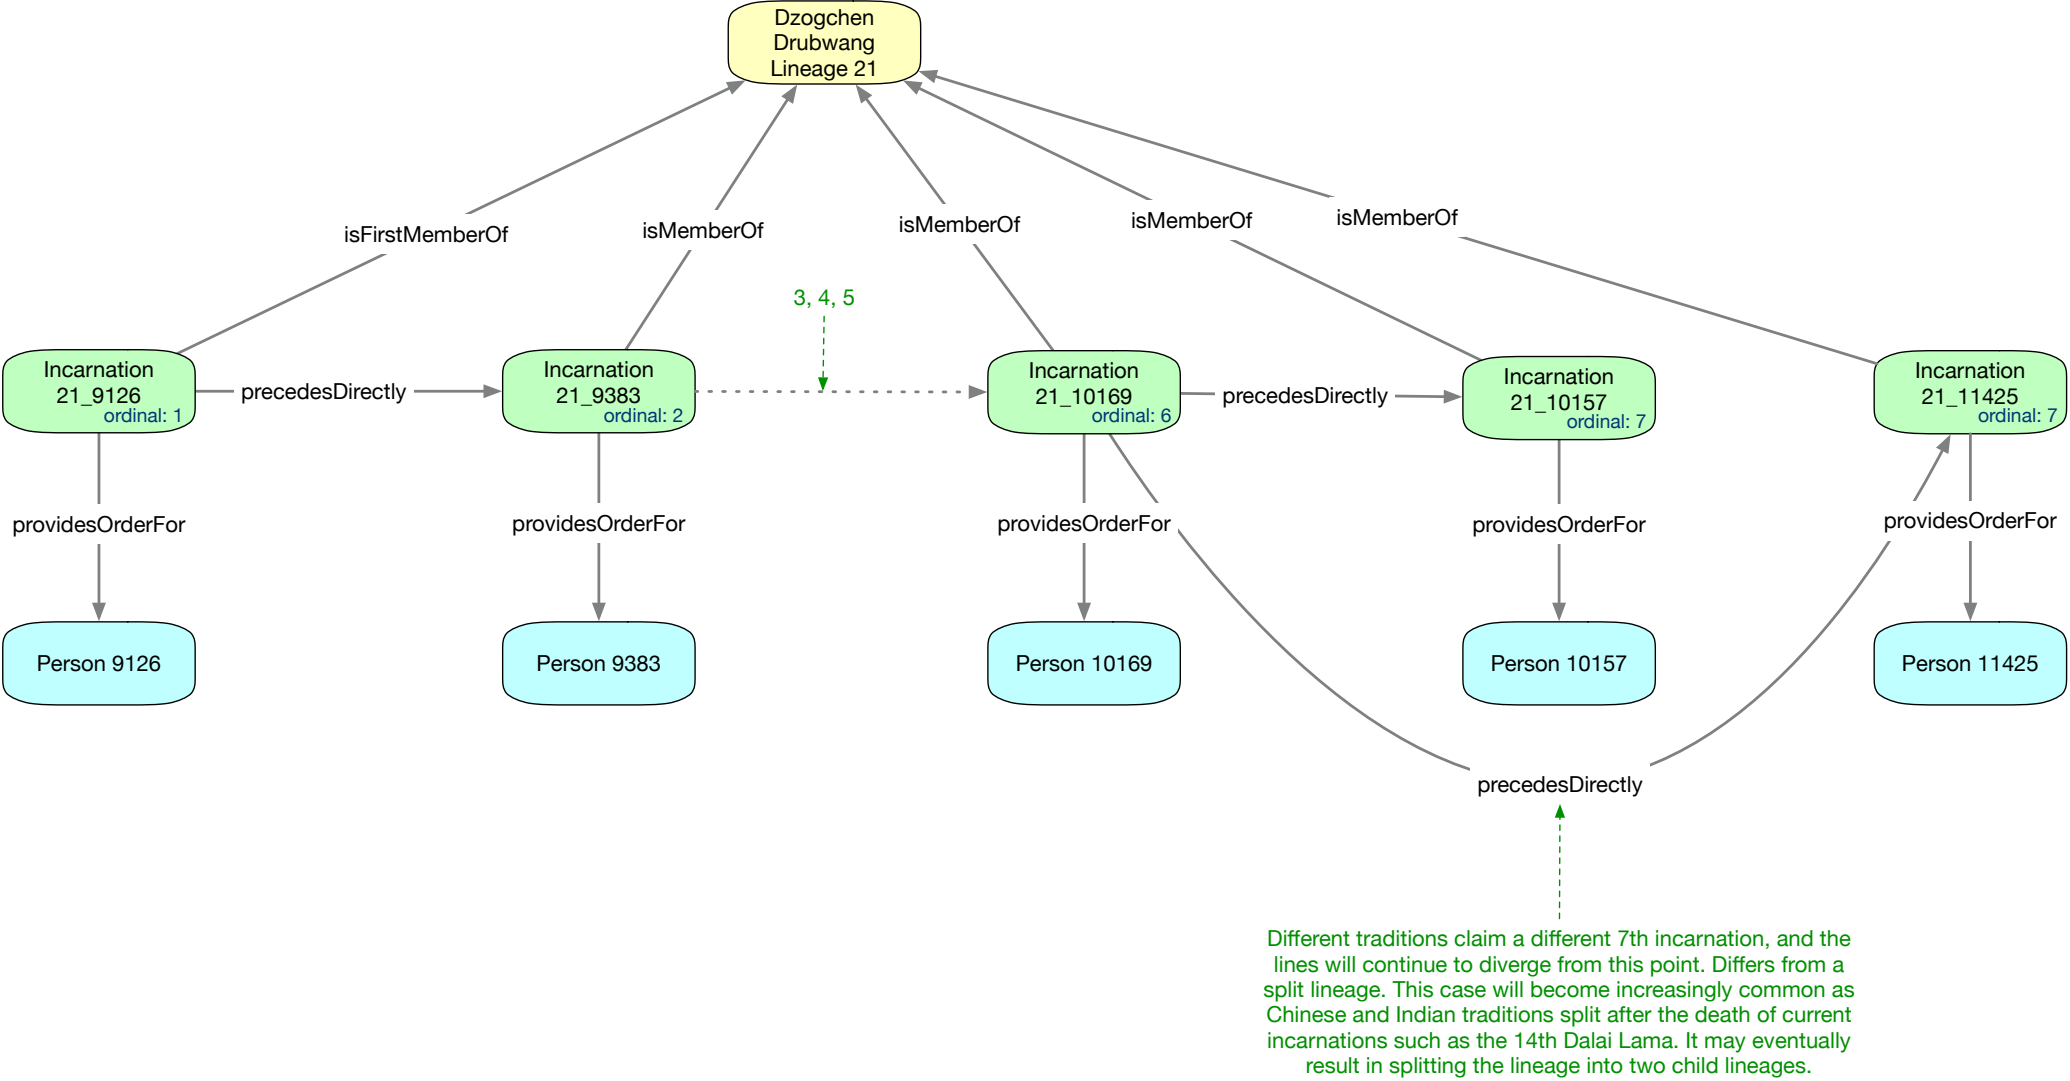 Dzogchen
Drubwang
Lineage 21
isFirstMemberOf
isMemberOf
isMemberOf
isMemberOf
isMemberOf
3, 4, 5
Incarnation
21_9126
ordinal: 1
precedesDirectly
Incarnation
21_9383
ordinal: 2
Incarnation
21_10169
ordinal: 6
precedesDirectly
Incarnation
21_10157
ordinal: 7
Incarnation
21_11425
ordinal: 7
providesOrderFor
providesOrderFor
providesOrderFor
providesOrderFor
providesOrderFor
Person 9126
Person 9383
Person 10169
Person 10157
Person 11425
precedesDirectly
Different traditions claim a different 7th incarnation, and the
lines will continue to diverge from this point. Differs from a
split lineage. This case will become increasingly common as
Chinese and Indian traditions split after the death of current
incarnations such as the 14th Dalai Lama. It may eventually
result in splitting the lineage into two child lineages.